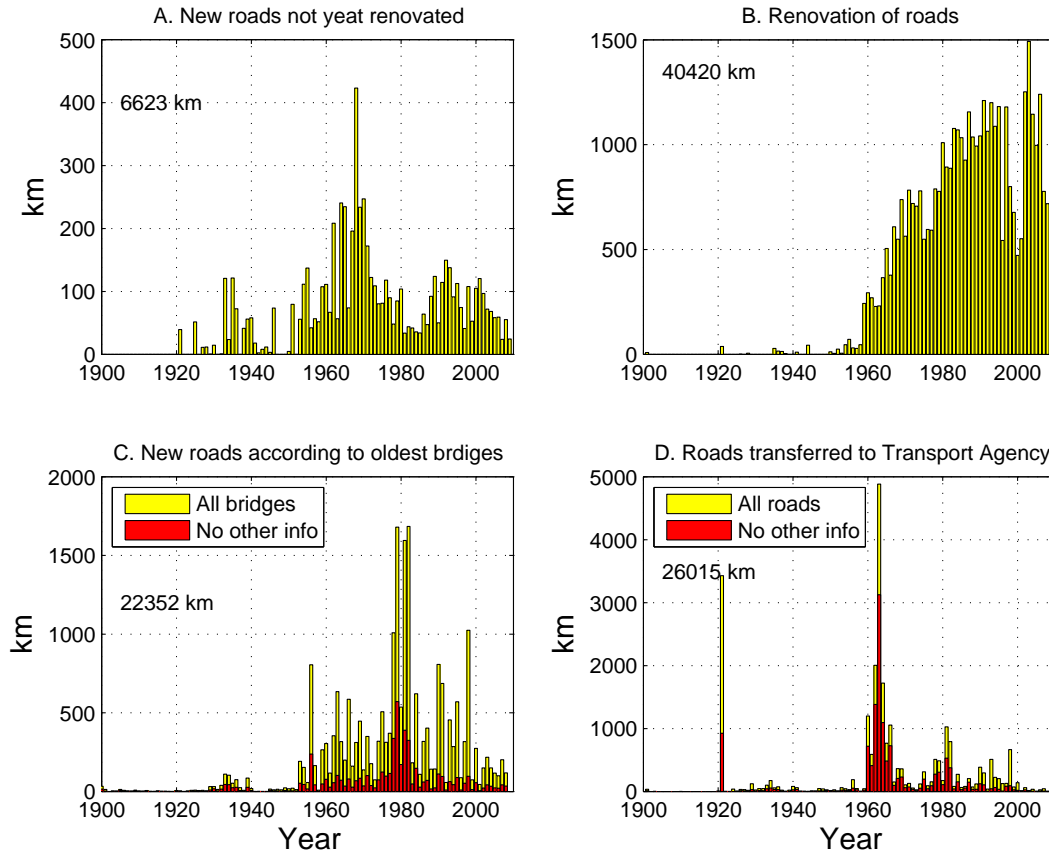 A. New roads not yeat renovated
km
500
400
300
200
100
0
6623 km
1900 1920 1940 1960 1980 2000
B. Renovation of roads
km
1500
1000
500
0
40420 km
1900 1920 1940 1960 1980 2000
C. New roads according to oldest brdiges
km
2000
1500
1000
500
0
All bridges
No other info
22352 km
1900 1920 1940 1960 1980 2000
Year
D. Roads transferred to Transport Agency
km
5000
4000
3000
2000
1000
0
All roads
No other info
26015 km
1900 1920 1940 1960 1980 2000
Year